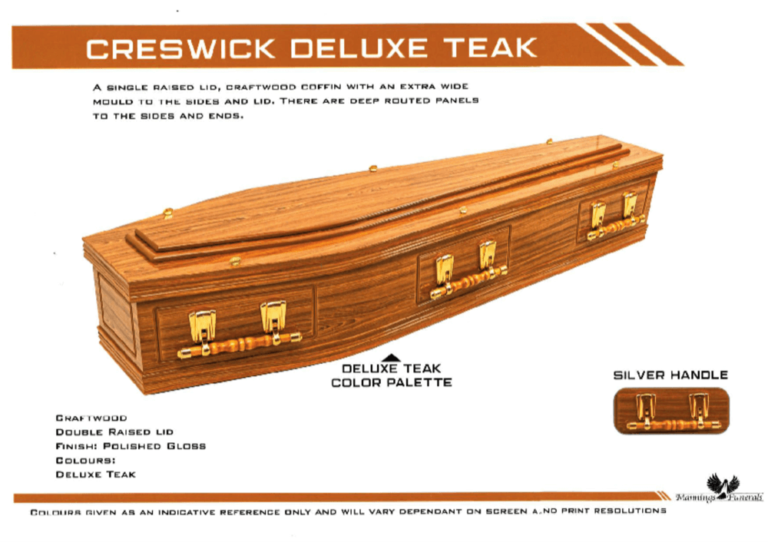 CRESWICK DELUXE TEAK
A SINGLE RAISED LID, CRAFTWOOD COFFIN WITH AN EXTRA WIDE
MOULD TO THE SIDES AND LID. THERE ARE DEEP ROUTED PANELS
TO THE SIDES AND ENDS.
DELUXE TEAK
COLOR PALETTE
SILVER HANDLE
CRAFTWOOD
DOUBLE RAISED LID
FINISH: POLISHED GLOSS
COLOURS:
DELUXE TEAK
Mannings Funerals
COLOURS GIVEN AS AN INDICATIVE REFERENCE ONLY AND WILL VARY DEPENDANT ON SCREEN A.ND PRINT RESOLUTIONS